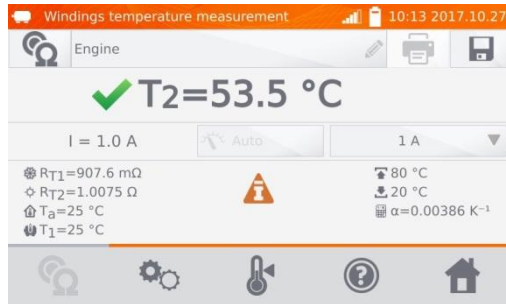 Windings temperature measurement 10:13 2017.10.27
Engine
T2=53.5 °C
I = 1.0 A Auto 1 A
RT1=907.6 mΩ 80 °C
RT2=1.0075 Ω 20 °C
Ta=25 °C α=0.00386 K⁻¹
T1=25 °C